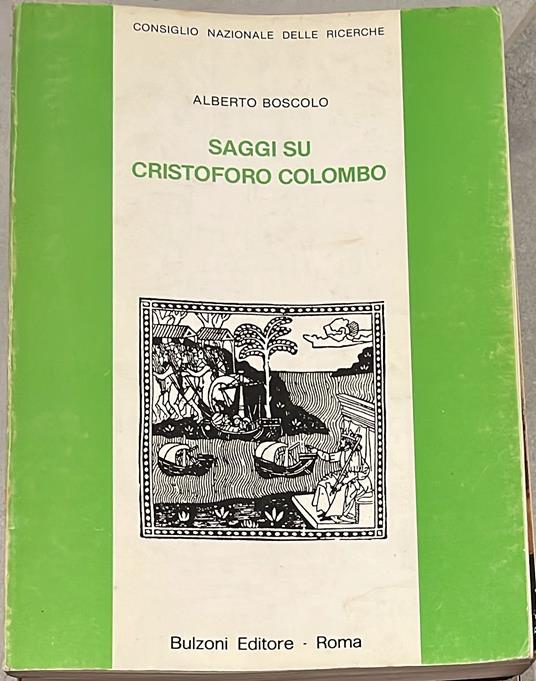 CONSIGLIO NAZIONALE DELLE RICERCHE
ALBERTO BOSCOLO
SAGGI SU
CRISTOFORO COLOMBO
Bulzoni Editore - Roma